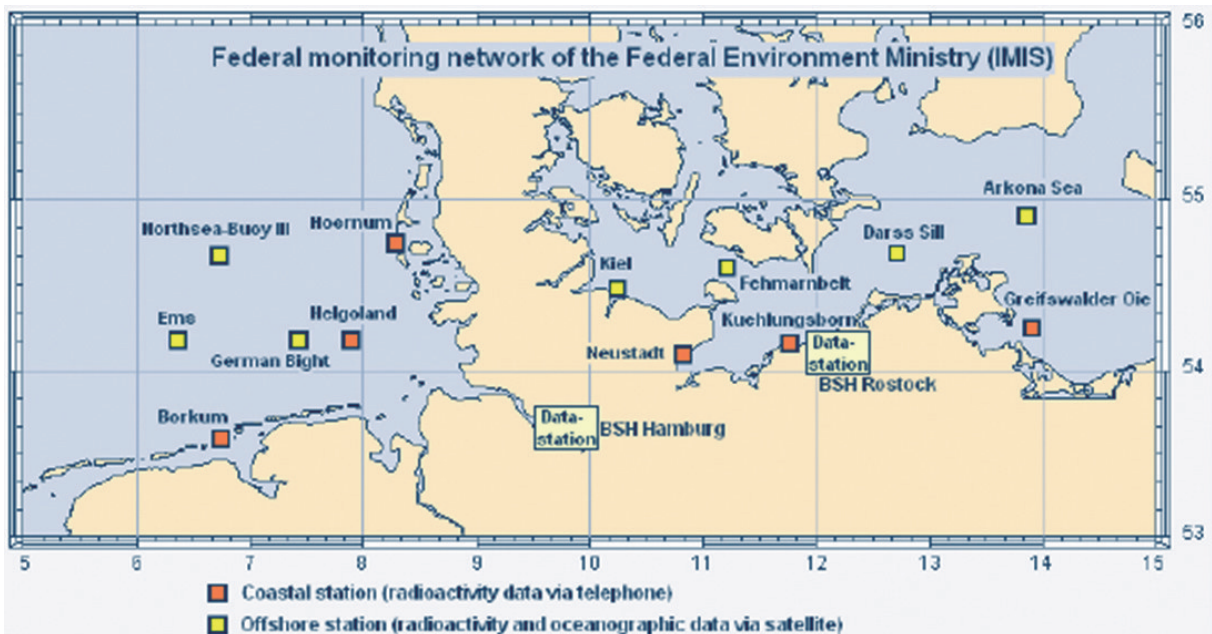 Federal monitoring network of the Federal Environment Ministry (IMIS)
56
Arkona Sea
55
Northsea-Buoy III
Hoernum
Darss Sill
Kiel
Fehmarnbelt
Greifswalder Oie
Ems
Helgoland
Kuehlungsborn
German Bight
Neustadt
Data-
station
54
BSH Rostock
Borkum
Data-
station
BSH Hamburg
53
5 6 7 8 9 10 11 12 13 14 15
Coastal station (radioactivity data via telephone)
Offshore station (radioactivity and oceanographic data via satellite)